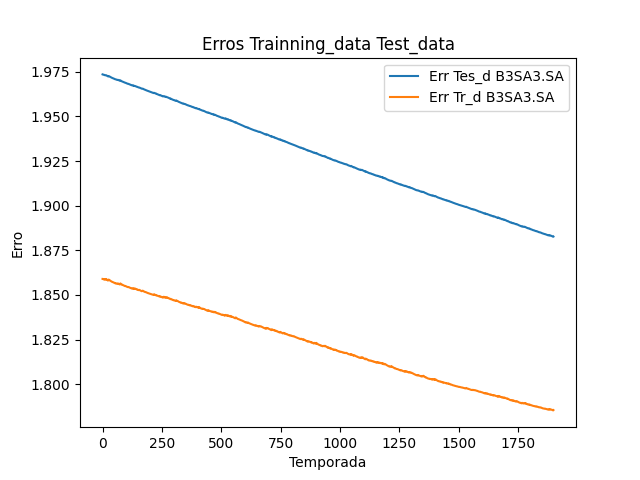 Erros Trainning_data Test_data
Err Tes_d B3SA3.SA
Err Tr_d B3SA3.SA
Erro
1.975
1.950
1.925
1.900
1.875
1.850
1.825
1.800
0 250 500 750 1000 1250 1500 1750
Temporada